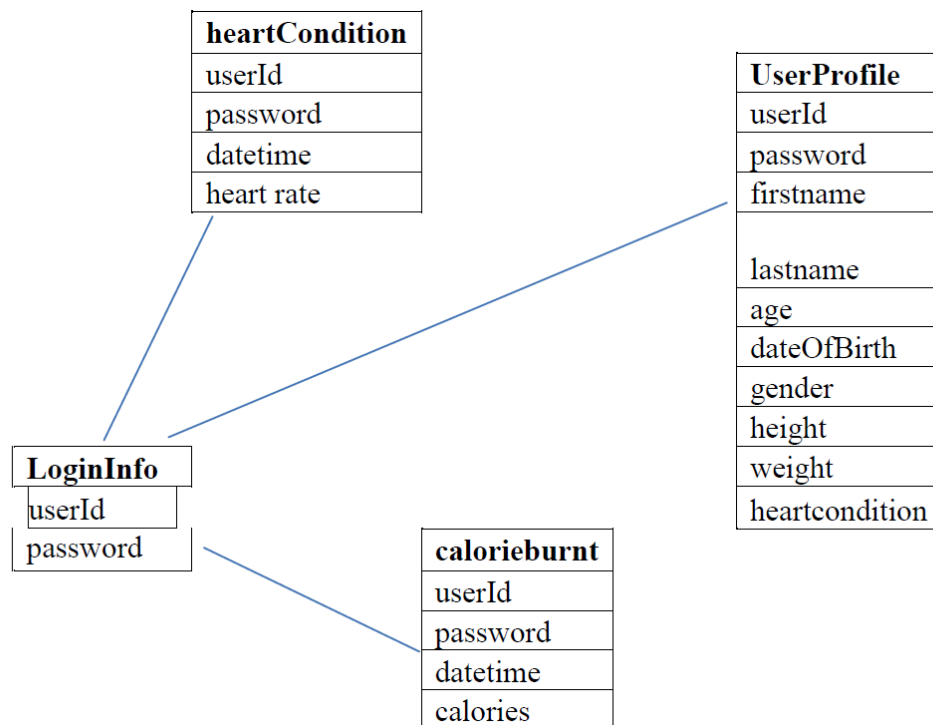 heartCondition
userId
password
datetime
heart rate
UserProfile
userId
password
firstname
lastname
age
dateOfBirth
gender
height
weight
heartcondition
LoginInfo
userId
password
calorieburnt
userId
password
datetime
calories